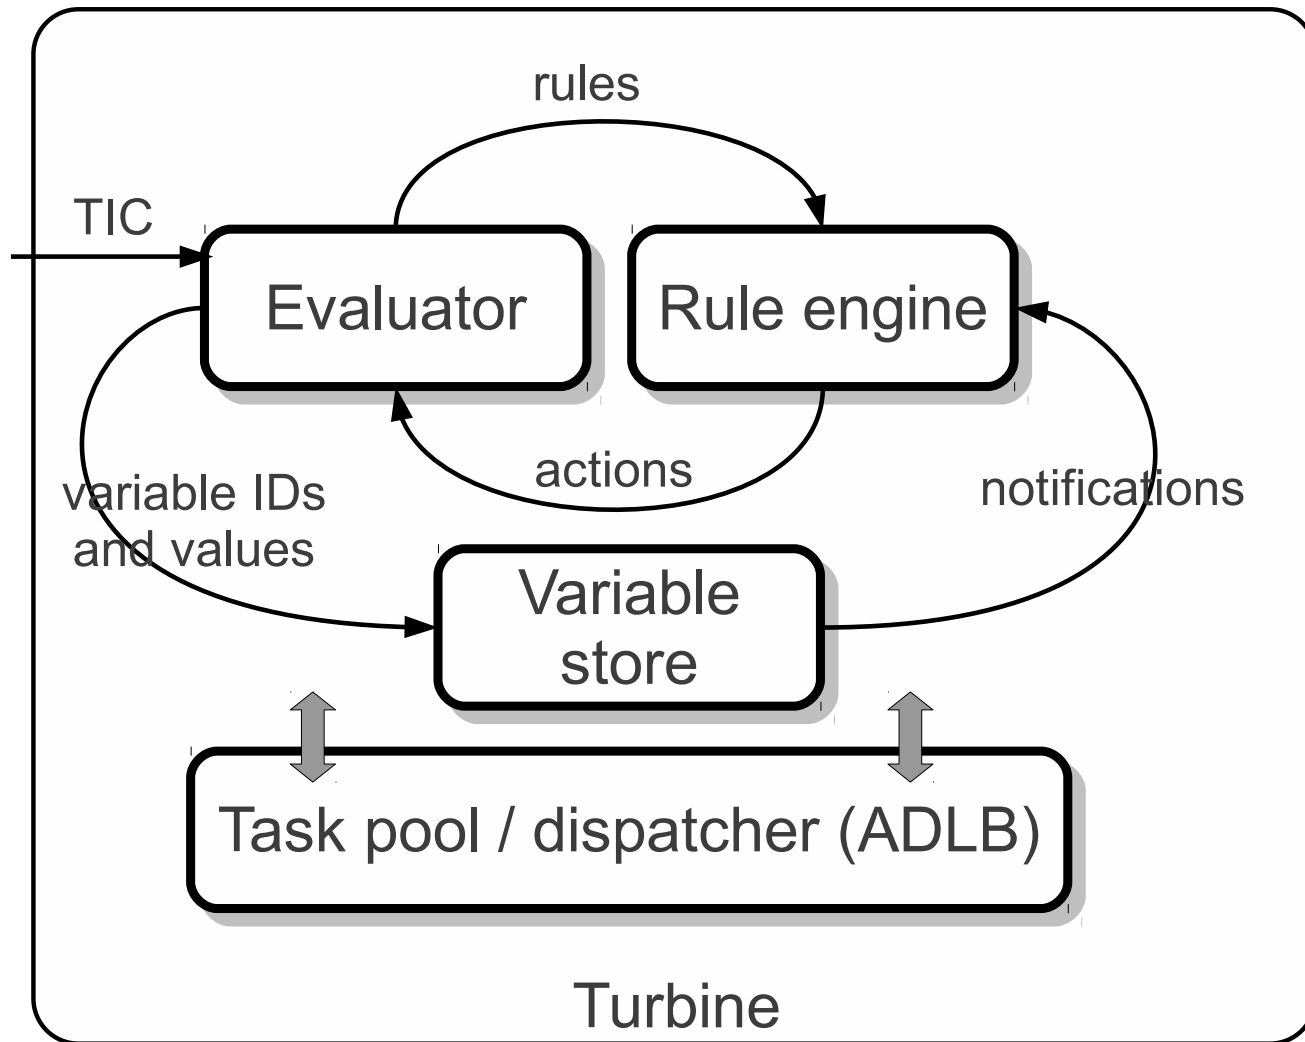 rules
TIC
Evaluator
Rule engine
actions
notifications
variable IDs
and values
Variable
store
Task pool / dispatcher (ADLB)
Turbine